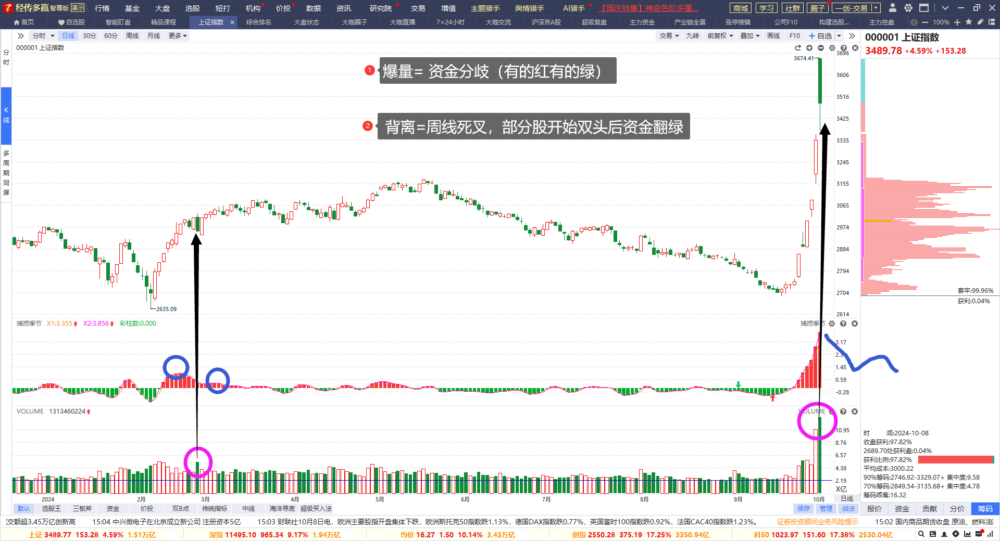 经传多赢 智尊版 演示 行情 基金 大盘 选股 短打 机构 价投 数据 资讯 研究院 交易 增值 主题猎手 舆情猎手 AI猎手 【国庆特惠】神奇色阶多重... 商城 学习 社群 圈子 一创-交易
首页 自选股 智能盯盘 精品课程 上证指数 综合排名 大盘状态 大咖圈子 大咖直播 7×24小时 大咖交流 沪深京A股 超级复盘 主力资金 产业链全景 涨停棱镜 公司F10 构建选股... 主力控盘 100%
分时 日线 30分 60分 周线 月线 更多 交易 九转 前复权 叠加 画线 F10 自选
000001 上证指数
3489.78 +4.59% +153.28
分时
K线
多周期同屏
000001 上证指数
1 爆量= 资金分歧（有的红有的绿）
2 背离=周线死叉，部分股开始双头后资金翻绿
3674.41
2635.09
3696
3606
3516
3425
3335
3245
3155
3065
2974
2884
2794
2704
2614
捕捞季节 X1:3.355 X2:3.856 彩柱数:0.000
捕捞季节
3.17
2.3
1.45
0.59
-0.28
VOLUME 1313460224
VOLUME
10.95
8.76
6.57
4.38
2.19
X亿
2024 2月 3月 4月 5月 6月 7月 8月 9月 10月 日线
套牢:99.96%
获利:0.04%
时 间:2024-10-08
收盘获利:97.82%
2689.70处获利盘:0.04%
获利比例:97.82%
平均成本:3000.22
90%筹码:2746.92-3329.07+ 集中度:9.58
70%筹码:2849.54-3135.68+ 集中度:4.78
筹码乖离:16.32
默认 选股王 三板斧 资金 价投 双B点 传统指标 中线 海洋寻底 超级买入法 保存 管理 战法 报价 资金 贡献 分价 筹码
交额超3.45万亿创新高 15:04 中兴微电子在北京成立新公司 注册资本5亿 15:03 财联社10月8日电，欧洲主要股指开盘集体下跌，欧洲斯托克50指数跌1.13%，德国DAX指数跌0.77%，英国富时100指数跌0.92%，法国CAC40指数跌1.23%。 证券投资顾问业务风险提示 15:02 国内商品期货收盘 原油、燃料油
上证 3489.77 153.28 4.59% 1.51万亿 深指 11495.10 965.34 9.17% 1.94万亿 均价 16.27 1.50 10.14% 3.43万亿 创指 2550.28 375.19 17.25% 3350.94亿 科50 1023.97 151.60 17.38% 2530.04亿